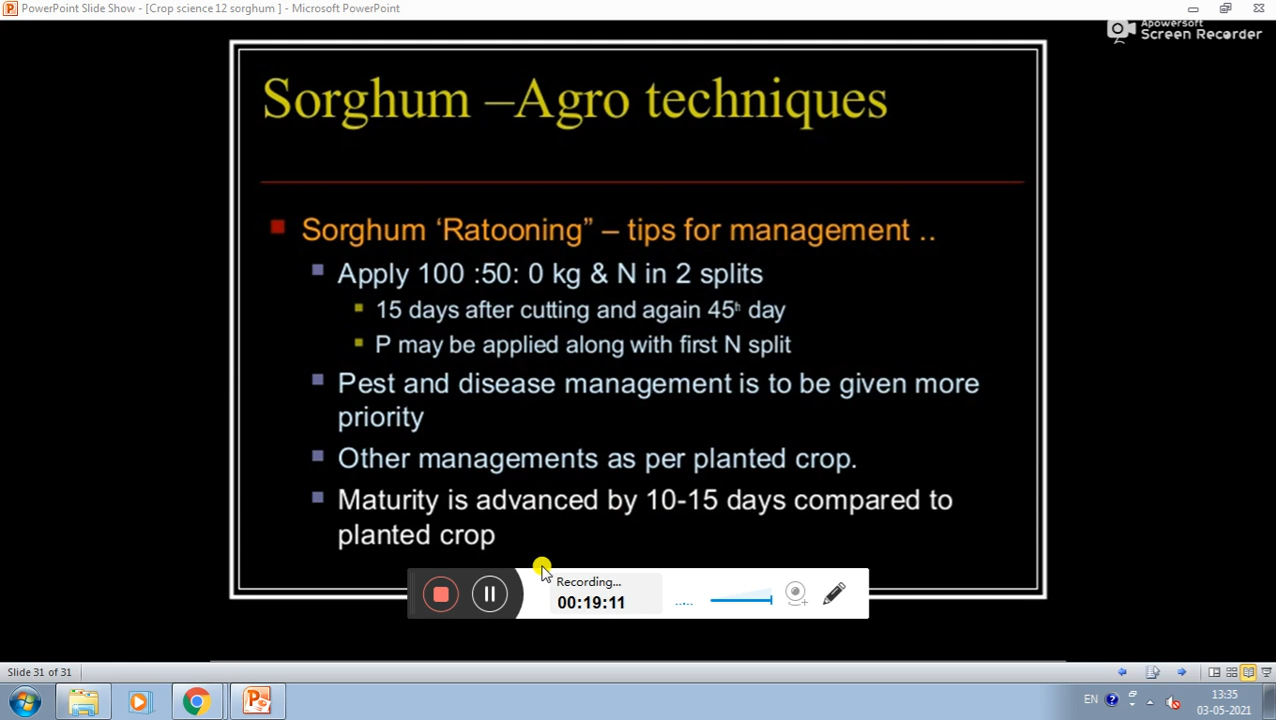 PowerPoint Slide Show - [Crop science 12 sorghum ] - Microsoft PowerPoint
Apowersoft
Screen Recorder
Sorghum –Agro techniques
Sorghum ‘Ratooning” – tips for management ..
Apply 100 :50: 0 kg & N in 2 splits
15 days after cutting and again 45th day
P may be applied along with first N split
Pest and disease management is to be given more
priority
Other managements as per planted crop.
Maturity is advanced by 10-15 days compared to
planted crop
Recording...
00:19:11
Slide 31 of 31
EN
13:35
03-05-2021